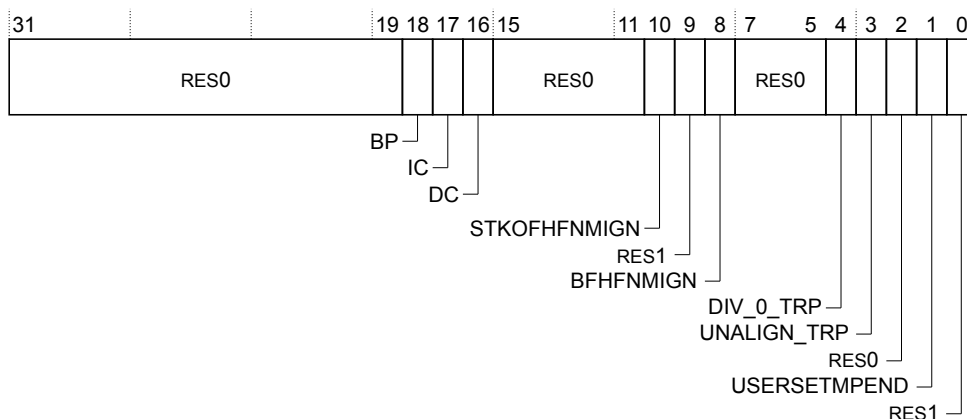 31 19 18 17 16 15 11 10 9 8 7 5 4 3 2 1 0
RES0 RES0 RES0
BP
IC
DC
STKOFHFNMIGN
RES1
BFHFNMIGN
DIV_0_TRP
UNALIGN_TRP
RES0
USERSETMPEND
RES1